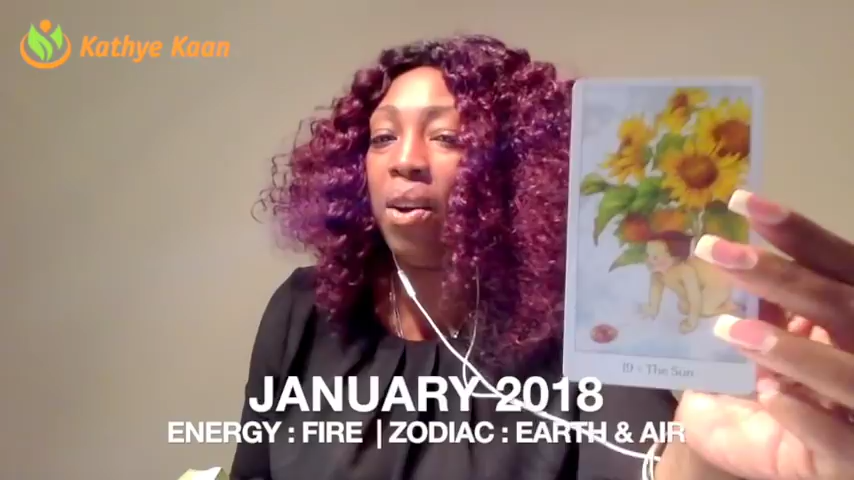 Kathye Kaan
19 • The Sun
JANUARY 2018
ENERGY : FIRE | ZODIAC : EARTH & AIR